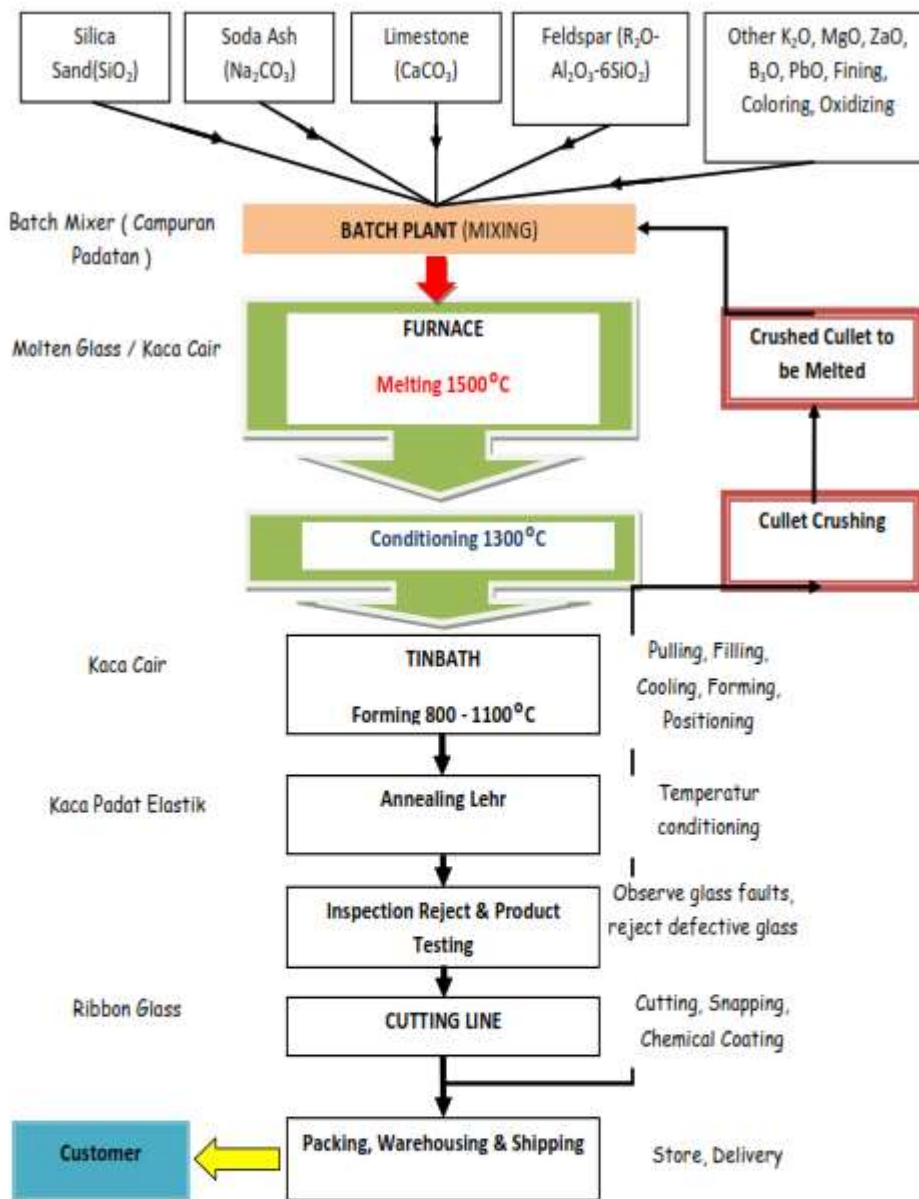 Silica
Sand(SiO₂)
Soda Ash
(Na₂CO₃)
Limestone
(CaCO₃)
Feldspar (R₂O-
Al₂O₃-6SiO₂)
Other K₂O, MgO, ZaO,
B₃O, PbO, Fining,
Coloring, Oxidizing
Batch Mixer ( Campuran
Padatan )
BATCH PLANT (MIXING)
Molten Glass / Kaca Cair
FURNACE
Melting 1500°C
Crushed Cullet to
be Melted
Conditioning 1300°C
Cullet Crushing
Kaca Cair
TINBATH
Forming 800 - 1100°C
Pulling, Filling,
Cooling, Forming,
Positioning
Kaca Padat Elastik
Annealing Lehr
Temperatur
conditioning
Inspection Reject & Product
Testing
Observe glass faults,
reject defective glass
Ribbon Glass
CUTTING LINE
Cutting, Snapping,
Chemical Coating
Customer
Packing, Warehousing & Shipping
Store, Delivery